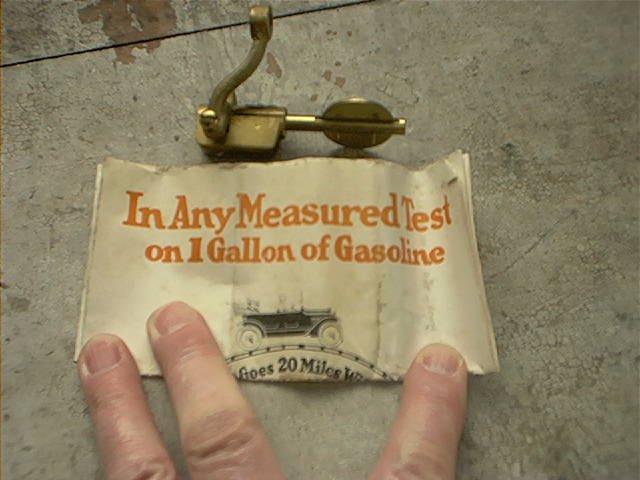 In Any Measured Test
on 1 Gallon of Gasoline
Goes 20 Miles